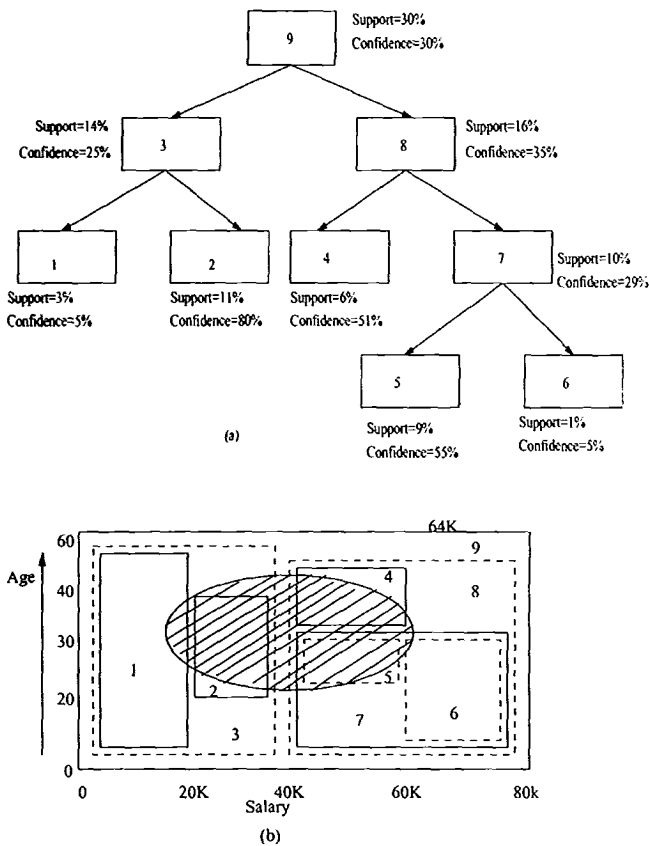 9
Support=30%
Confidence=30%
Support=14%
Confidence=25%
3
8
Support=16%
Confidence=35%
1
2
4
7
Support=10%
Confidence=29%
Support=3%
Confidence=5%
Support=11%
Confidence=80%
Support=6%
Confidence=51%
5
6
Support=9%
Confidence=55%
Support=1%
Confidence=5%
(a)
64K
60
9
Age
4
8
40
30
1
5
2
20
7
6
3
0
0
20K
40K
60K
80k
Salary
(b)